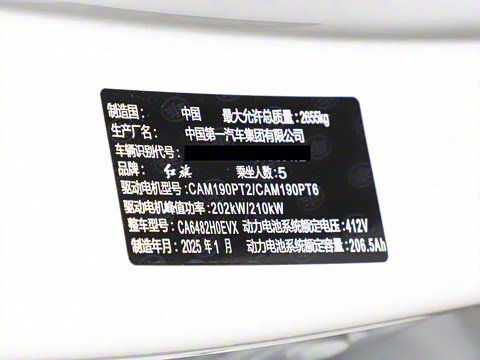 制造国： 中国 最大允许总质量：2655kg
生产厂名： 中国第一汽车集团有限公司
车辆识别代号：
品牌： 红旗 乘坐人数：5
驱动电机型号：CAM190PT2/CAM190PT6
驱动电机峰值功率：202kW/210kW
整车型号：CA6482H0EVX 动力电池系统额定电压：412V
制造年月：2025年1月 动力电池系统额定容量：206.5Ah